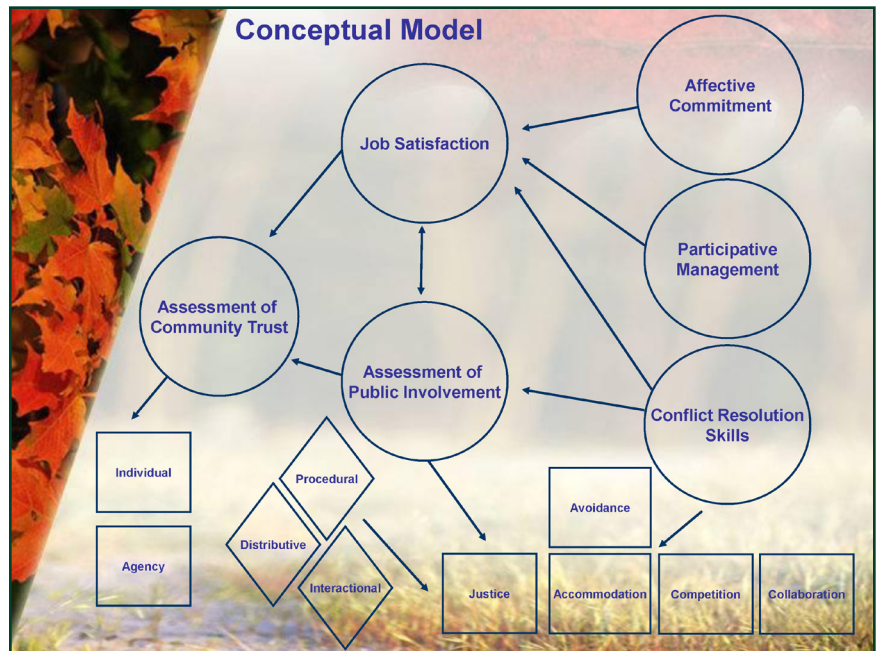 Conceptual Model
Affective
Commitment
Job Satisfaction
Participative
Management
Assessment of
Community Trust
Assessment of
Public Involvement
Conflict Resolution
Skills
Individual
Procedural
Avoidance
Distributive
Agency
Interactional
Justice
Accommodation
Competition
Collaboration